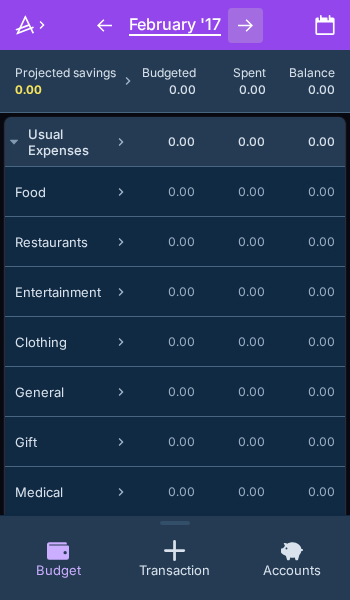 February '17
Projected savings Budgeted Spent Balance
0.00 0.00 0.00 0.00
Usual
Expenses 0.00 0.00 0.00
Food 0.00 0.00 0.00
Restaurants 0.00 0.00 0.00
Entertainment 0.00 0.00 0.00
Clothing 0.00 0.00 0.00
General 0.00 0.00 0.00
Gift 0.00 0.00 0.00
Medical 0.00 0.00 0.00
Budget Transaction Accounts